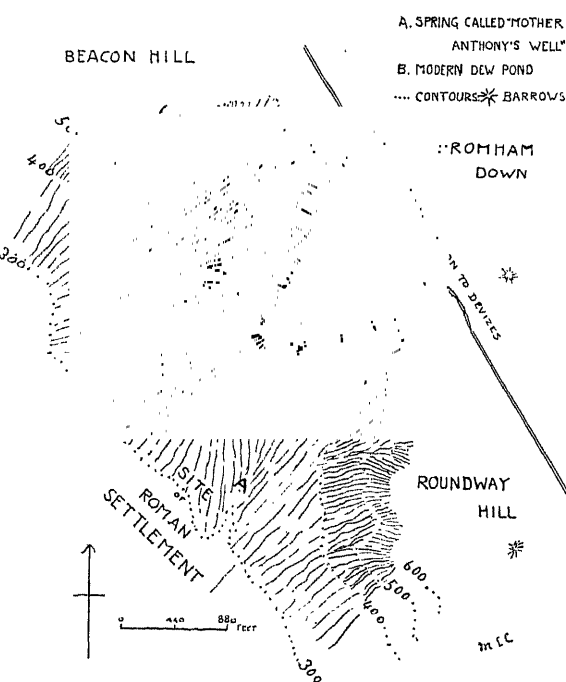 A. SPRING CALLED "MOTHER
ANTHONY'S WELL"
B. MODERN DEW POND
.... CONTOURS BARROWS
BEACON HILL
ROMHAM
DOWN
400
300
N TO DEVIZES
SITE
OF
ROMAN
SETTLEMENT
A
ROUNDWAY
HILL
600
500
400
300
0 440 880 FEET